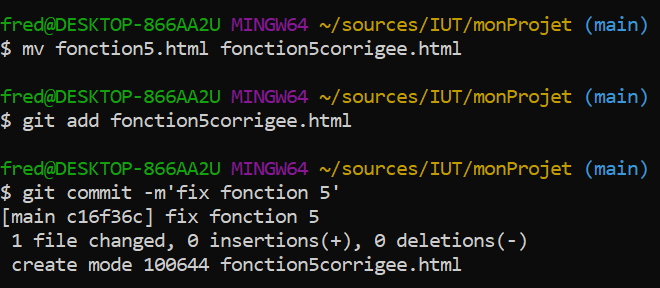 fred@DESKTOP-866AA2U MINGW64 ~/sources/IUT/monProjet (main)
$ mv fonction5.html fonction5corrigee.html
fred@DESKTOP-866AA2U MINGW64 ~/sources/IUT/monProjet (main)
$ git add fonction5corrigee.html
fred@DESKTOP-866AA2U MINGW64 ~/sources/IUT/monProjet (main)
$ git commit -m'fix fonction 5'
[main c16f36c] fix fonction 5
 1 file changed, 0 insertions(+), 0 deletions(-)
 create mode 100644 fonction5corrigee.html